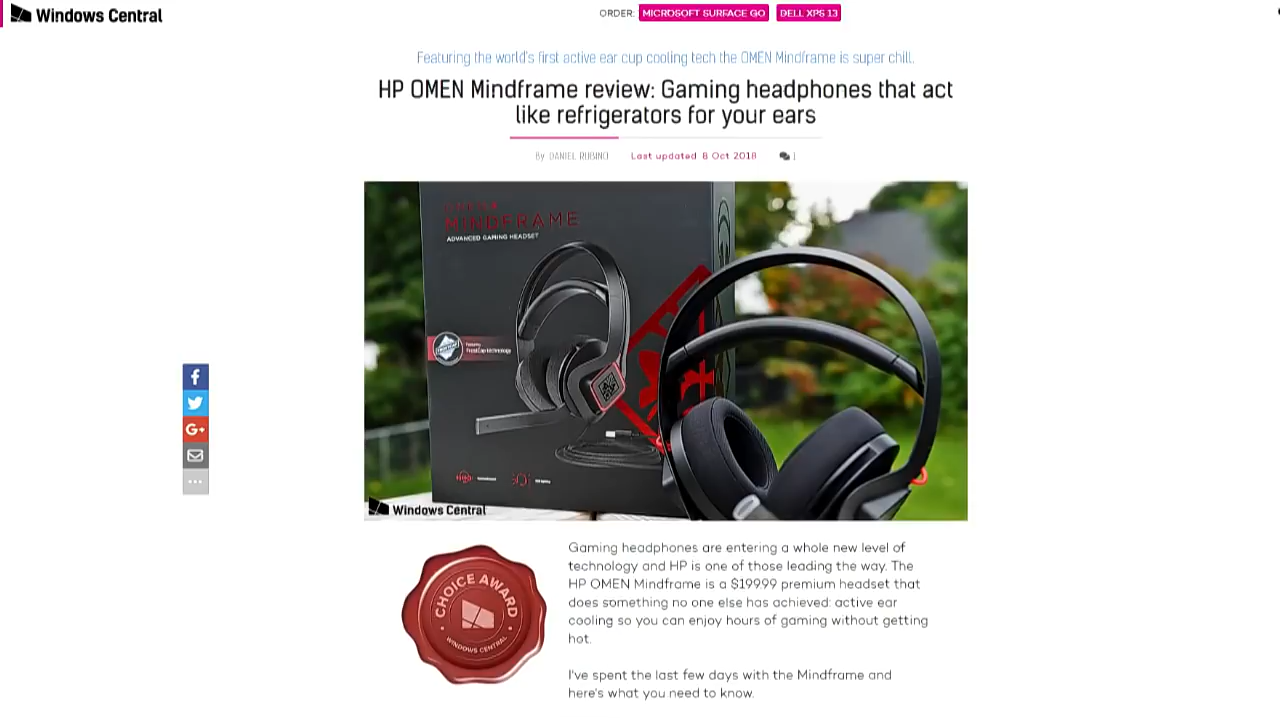 Windows Central
ORDER: MICROSOFT SURFACE GO DELL XPS 13
Featuring the world's first active ear cup cooling tech the OMEN Mindframe is super chill.
HP OMEN Mindframe review: Gaming headphones that act
like refrigerators for your ears
By DANIEL RUBINO Last updated 8 Oct 2018 1
OMEN
MINDFRAME
ADVANCED GAMING HEADSET
FrostCap technology
Windows Central
f
G+
CHOICE AWARD
WINDOWS CENTRAL
Gaming headphones are entering a whole new level of
technology and HP is one of those leading the way. The
HP OMEN Mindframe is a $19999 premium headset that
does something no one else has achieved: active ear
cooling so you can enjoy hours of gaming without getting
hot.
I've spent the last few days with the Mindframe and
here's what you need to know.